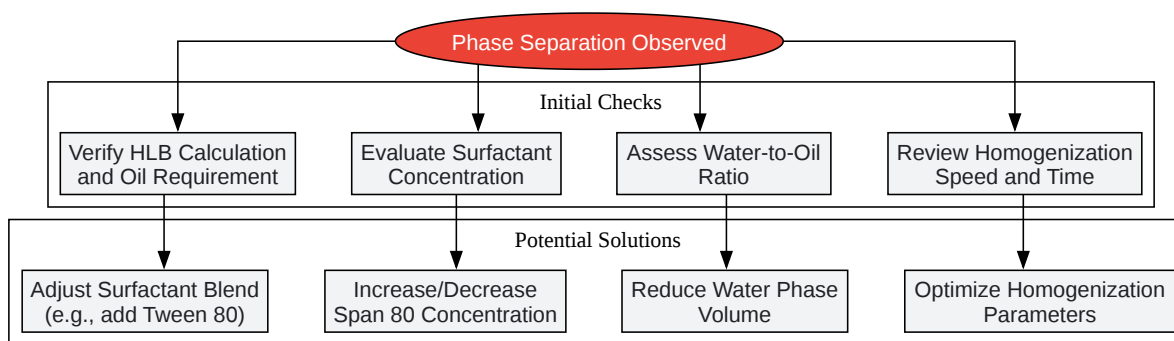 Phase Separation Observed
Initial Checks
Verify HLB Calculation
and Oil Requirement
Evaluate Surfactant
Concentration
Assess Water-to-Oil
Ratio
Review Homogenization
Speed and Time
Potential Solutions
Adjust Surfactant Blend
(e.g., add Tween 80)
Increase/Decrease
Span 80 Concentration
Reduce Water Phase
Volume
Optimize Homogenization
Parameters